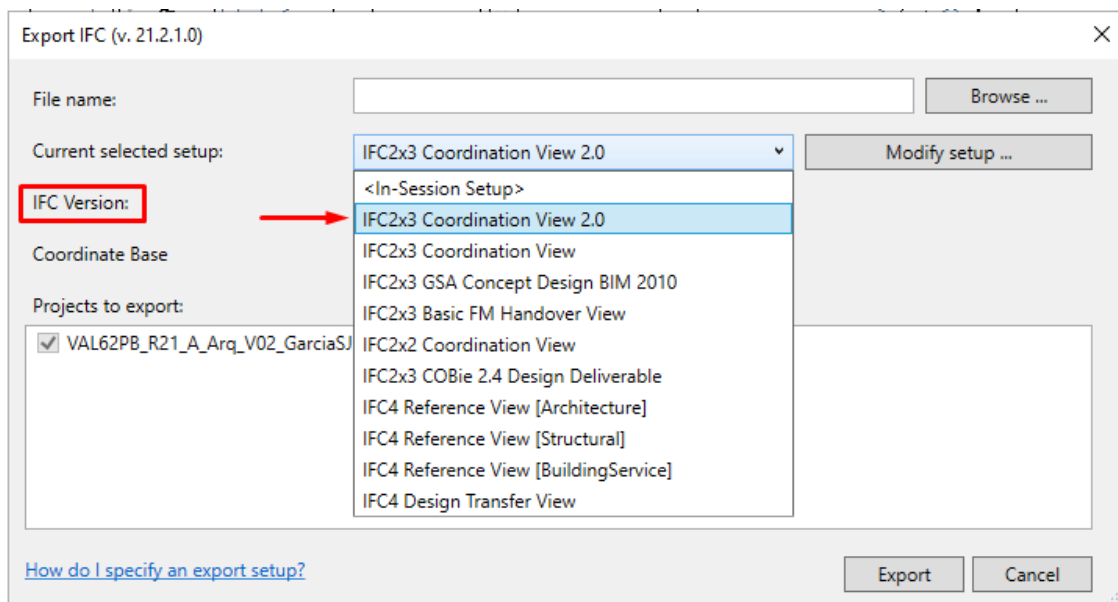 Export IFC (v. 21.2.1.0)
File name:
Browse ...
Current selected setup:
IFC2x3 Coordination View 2.0
Modify setup ...
<In-Session Setup>
IFC Version:
IFC2x3 Coordination View 2.0
Coordinate Base
IFC2x3 Coordination View
IFC2x3 GSA Concept Design BIM 2010
Projects to export:
IFC2x3 Basic FM Handover View
VAL62PB_R21_A_Arq_V02_GarciaSJ
IFC2x2 Coordination View
IFC2x3 COBie 2.4 Design Deliverable
IFC4 Reference View [Architecture]
IFC4 Reference View [Structural]
IFC4 Reference View [BuildingService]
IFC4 Design Transfer View
How do I specify an export setup?
Export
Cancel